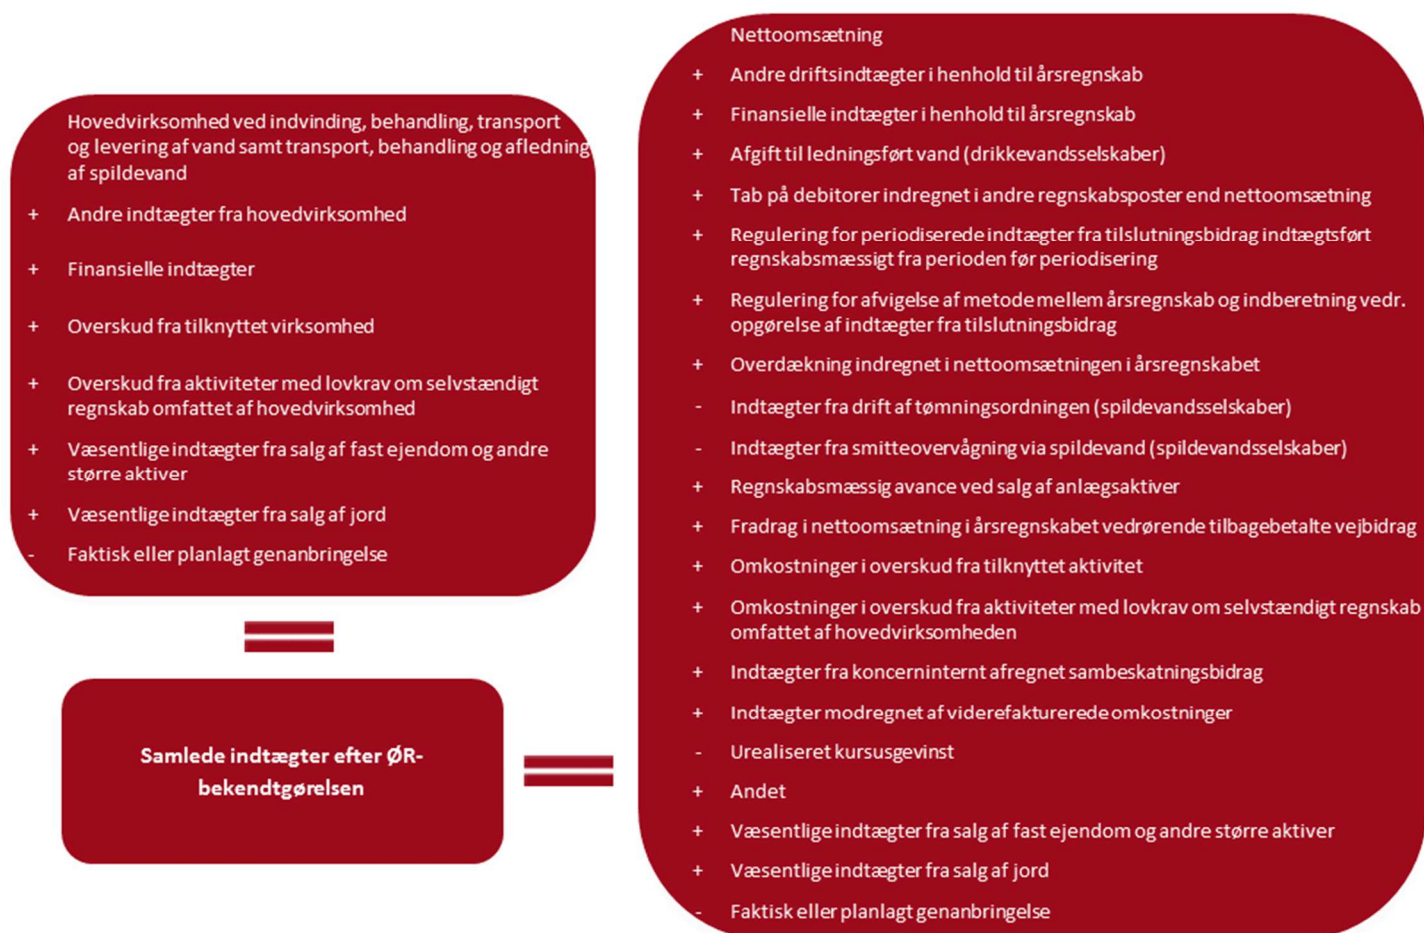 Hovedvirksomhed ved indvinding, behandling, transport
og levering af vand samt transport, behandling og afledning
af spildevand
+ Andre indtægter fra hovedvirksomhed
+ Finansielle indtægter
+ Overskud fra tilknyttet virksomhed
+ Overskud fra aktiviteter med lovkrav om selvstændigt
regnskab omfattet af hovedvirksomhed
+ Væsentlige indtægter fra salg af fast ejendom og andre
større aktiver
+ Væsentlige indtægter fra salg af jord
- Faktisk eller planlagt genanbringelse
Samlede indtægter efter ØR-
bekendtgørelsen
Nettoomsætning
+ Andre driftsindtægter i henhold til årsregnskab
+ Finansielle indtægter i henhold til årsregnskab
+ Afgift til ledningsført vand (drikkevandsselskaber)
+ Tab på debitorer indregnet i andre regnskabsposter end nettoomsætning
+ Regulering for periodiserede indtægter fra tilslutningsbidrag indtægtsført
regnskabsmæssigt fra perioden før periodisering
+ Regulering for afvigelse af metode mellem årsregnskab og indberetning vedr.
opgørelse af indtægter fra tilslutningsbidrag
+ Overdækning indregnet i nettoomsætningen i årsregnskabet
- Indtægter fra drift af tømningsordningen (spildevandsselskaber)
- Indtægter fra smitteovervågning via spildevand (spildevandsselskaber)
+ Regnskabsmæssig avance ved salg af anlægsaktiver
+ Fradrag i nettoomsætning i årsregnskabet vedrørende tilbagebetalte vejbidrag
+ Omkostninger i overskud fra tilknyttet aktivitet
+ Omkostninger i overskud fra aktiviteter med lovkrav om selvstændigt regnskab
omfattet af hovedvirksomheden
+ Indtægter fra koncerninternt afregnet sambeskatningsbidrag
+ Indtægter modregnet af viderefakturerede omkostninger
- Urealiseret kursusgevinst
+ Andet
+ Væsentlige indtægter fra salg af fast ejendom og andre større aktiver
+ Væsentlige indtægter fra salg af jord
- Faktisk eller planlagt genanbringelse